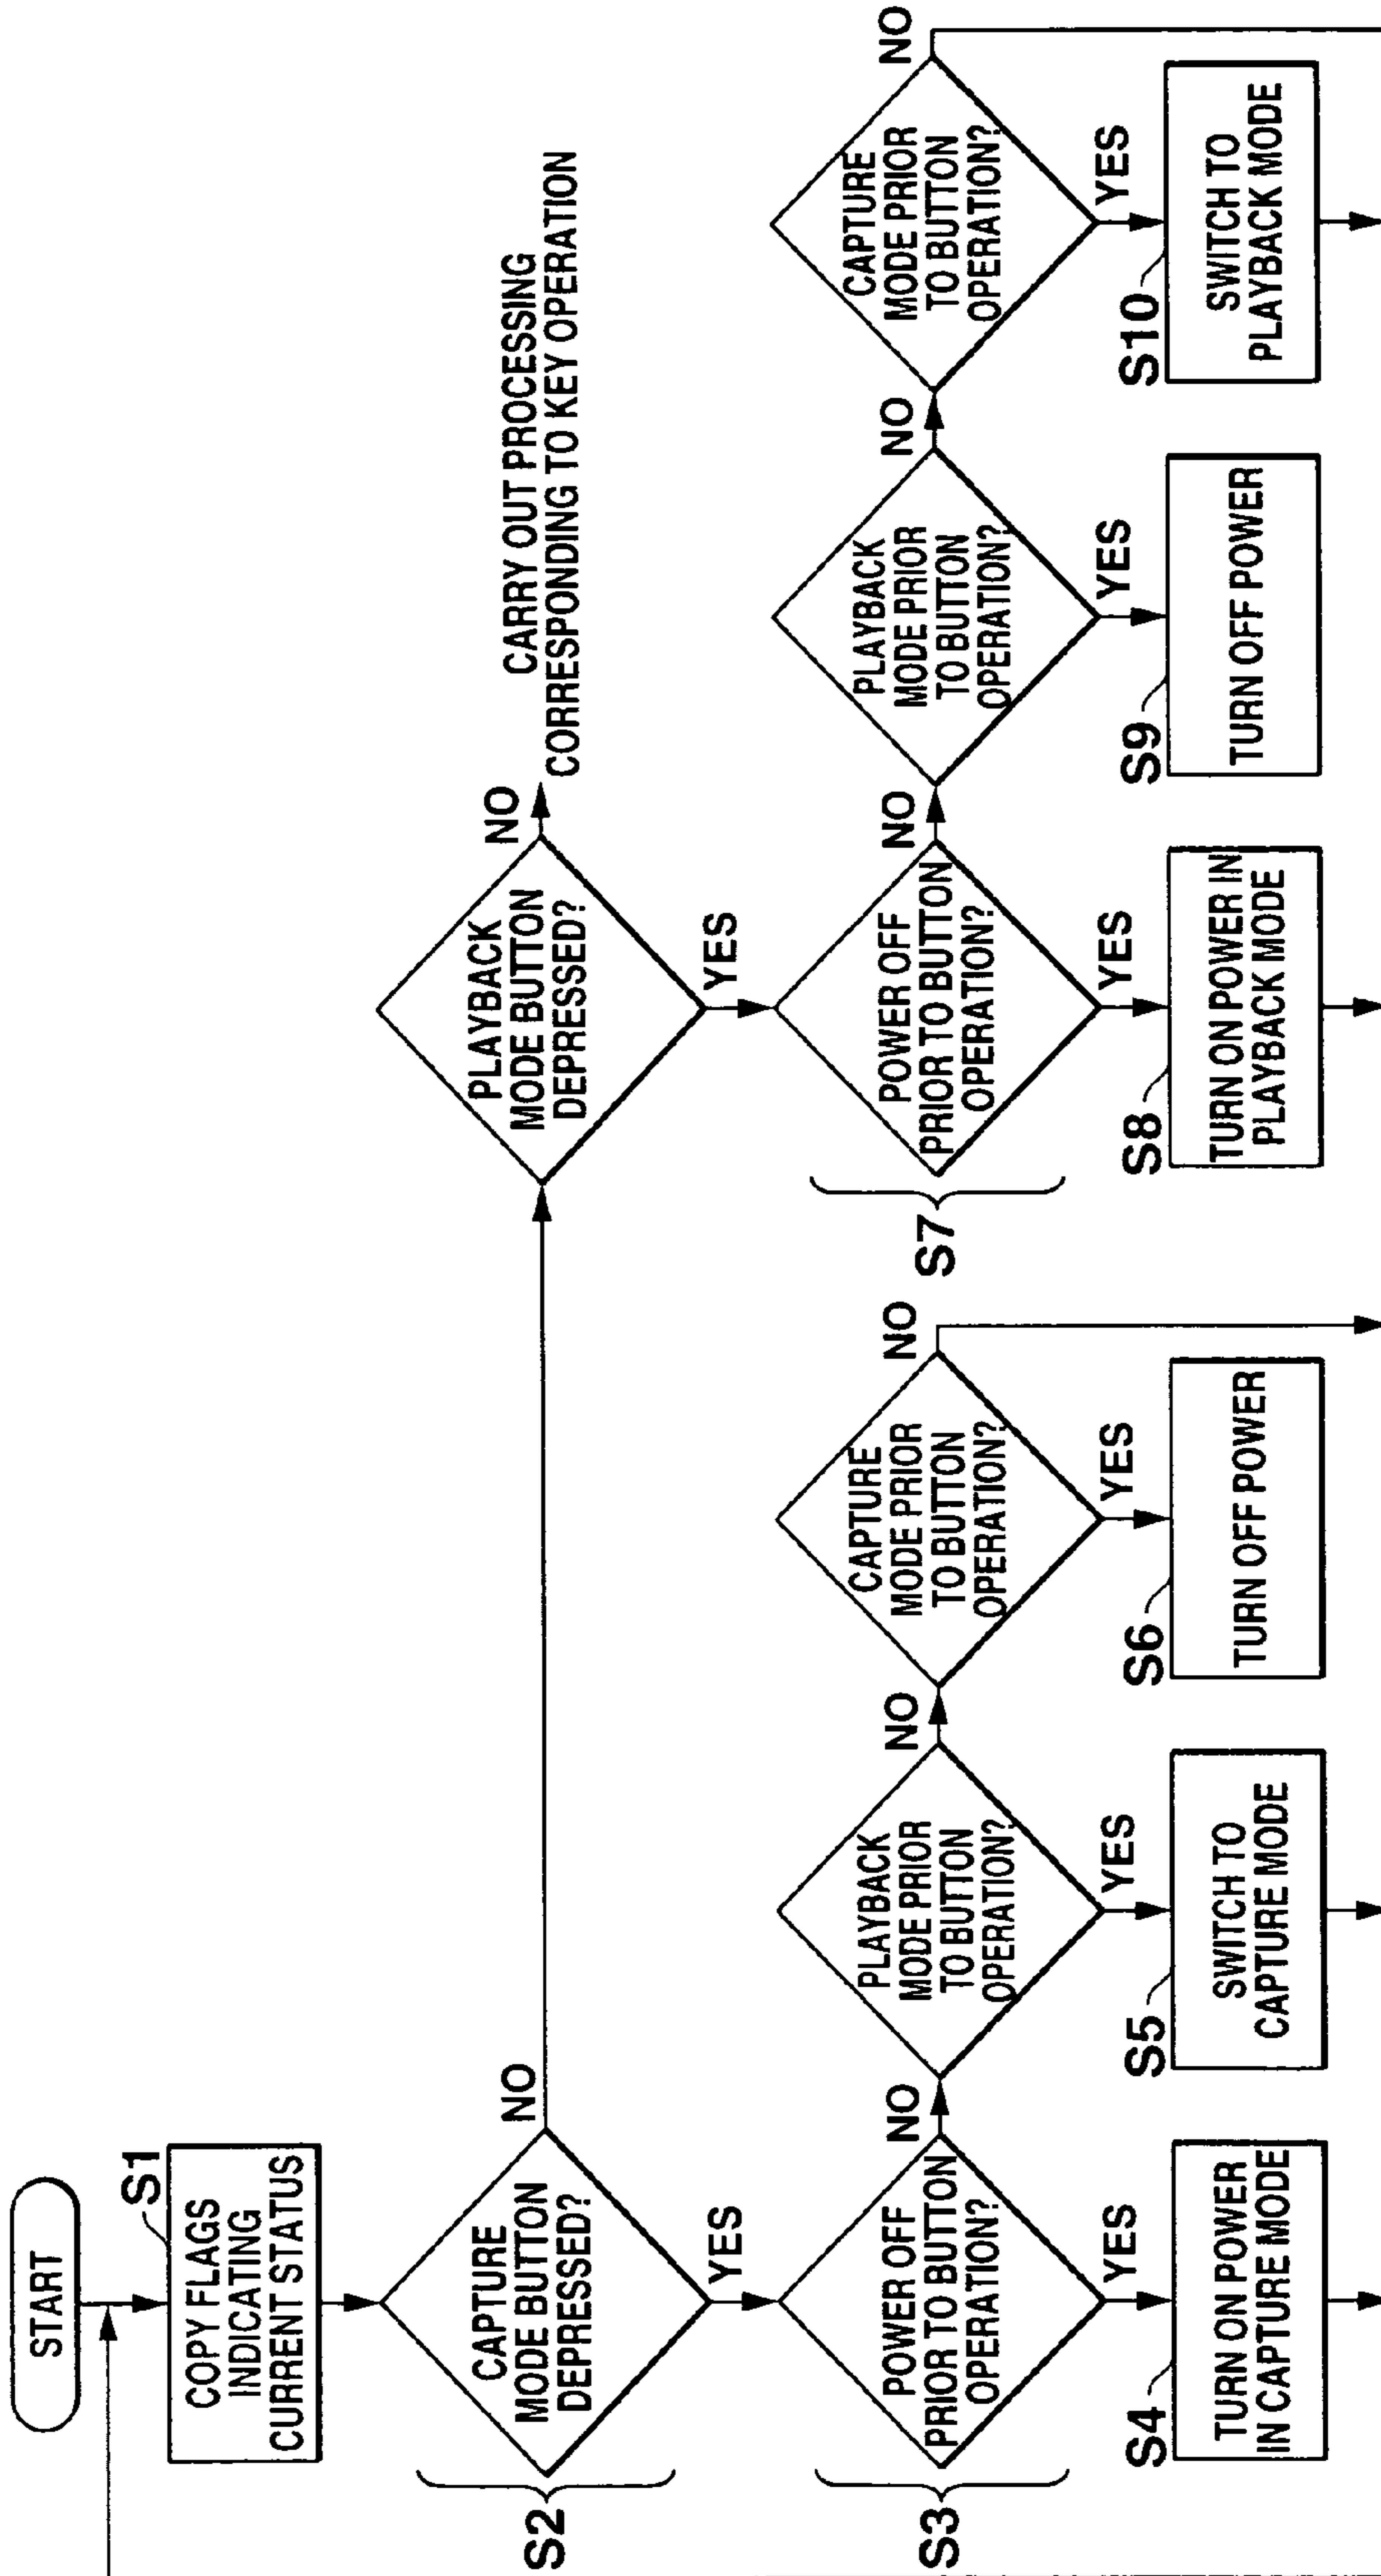 START
S1
COPY FLAGS
INDICATING
CURRENT STATUS
S2
CAPTURE
MODE BUTTON
DEPRESSED?
NO
YES
PLAYBACK
MODE BUTTON
DEPRESSED?
NO
YES
CARRY OUT PROCESSING
CORRESPONDING TO KEY OPERATION
S3
POWER OFF
PRIOR TO BUTTON
OPERATION?
NO
YES
PLAYBACK
MODE PRIOR
TO BUTTON
OPERATION?
NO
YES
CAPTURE
MODE PRIOR
TO BUTTON
OPERATION?
NO
YES
S7
POWER OFF
PRIOR TO BUTTON
OPERATION?
NO
YES
PLAYBACK
MODE PRIOR
TO BUTTON
OPERATION?
NO
YES
CAPTURE
MODE PRIOR
TO BUTTON
OPERATION?
NO
YES
S4
TURN ON POWER
IN CAPTURE MODE
S5
SWITCH TO
CAPTURE MODE
S6
TURN OFF POWER
S8
TURN ON POWER IN
PLAYBACK MODE
S9
TURN OFF POWER
S10
SWITCH TO
PLAYBACK MODE